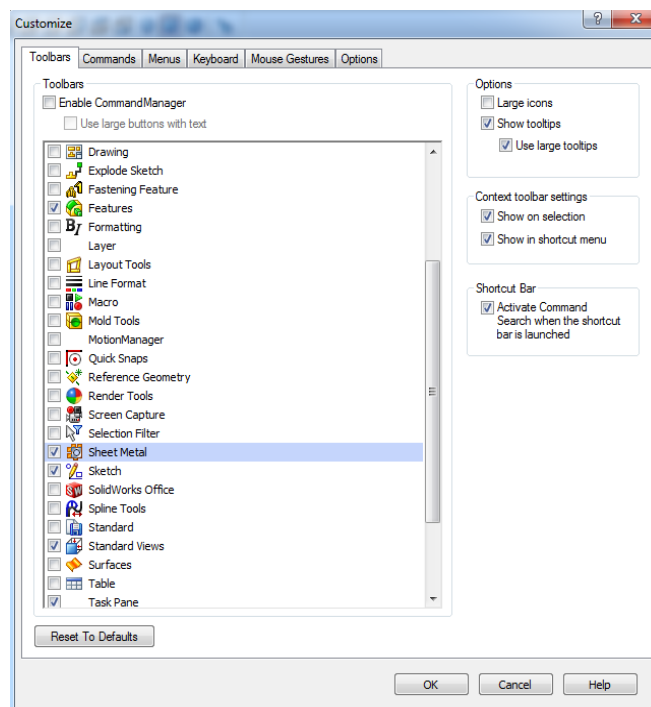 Customize
Toolbars Commands Menus Keyboard Mouse Gestures Options
Toolbars
Enable CommandManager
Use large buttons with text
Drawing
Explode Sketch
Fastening Feature
Features
Formatting
Layer
Layout Tools
Line Format
Macro
Mold Tools
MotionManager
Quick Snaps
Reference Geometry
Render Tools
Screen Capture
Selection Filter
Sheet Metal
Sketch
SolidWorks Office
Spline Tools
Standard
Standard Views
Surfaces
Table
Task Pane
Reset To Defaults
Options
Large icons
Show tooltips
Use large tooltips
Context toolbar settings
Show on selection
Show in shortcut menu
Shortcut Bar
Activate Command
Search when the shortcut
bar is launched
OK Cancel Help